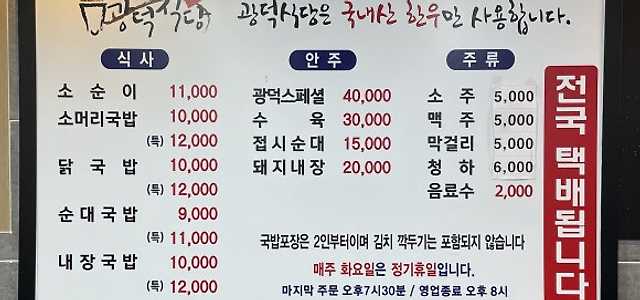 광덕식당
광덕식당은 국내산 한우만 사용합니다.
식사
소순이 11,000
소머리국밥 10,000
(특) 12,000
닭국밥 10,000
(특) 12,000
순대국밥 9,000
(특) 11,000
내장국밥 10,000
(특) 12,000
안주
광덕스페셜 40,000
수육 30,000
접시순대 15,000
돼지내장 20,000
주류
소주 5,000
맥주 5,000
막걸리 5,000
청하 6,000
음료수 2,000
국밥포장은 2인부터이며 김치 깍두기는 포함되지 않습니다
매주 화요일은 정기휴일입니다.
마지막 주문 오후7시30분 / 영업종료 오후 8시
전국 택배됩니다